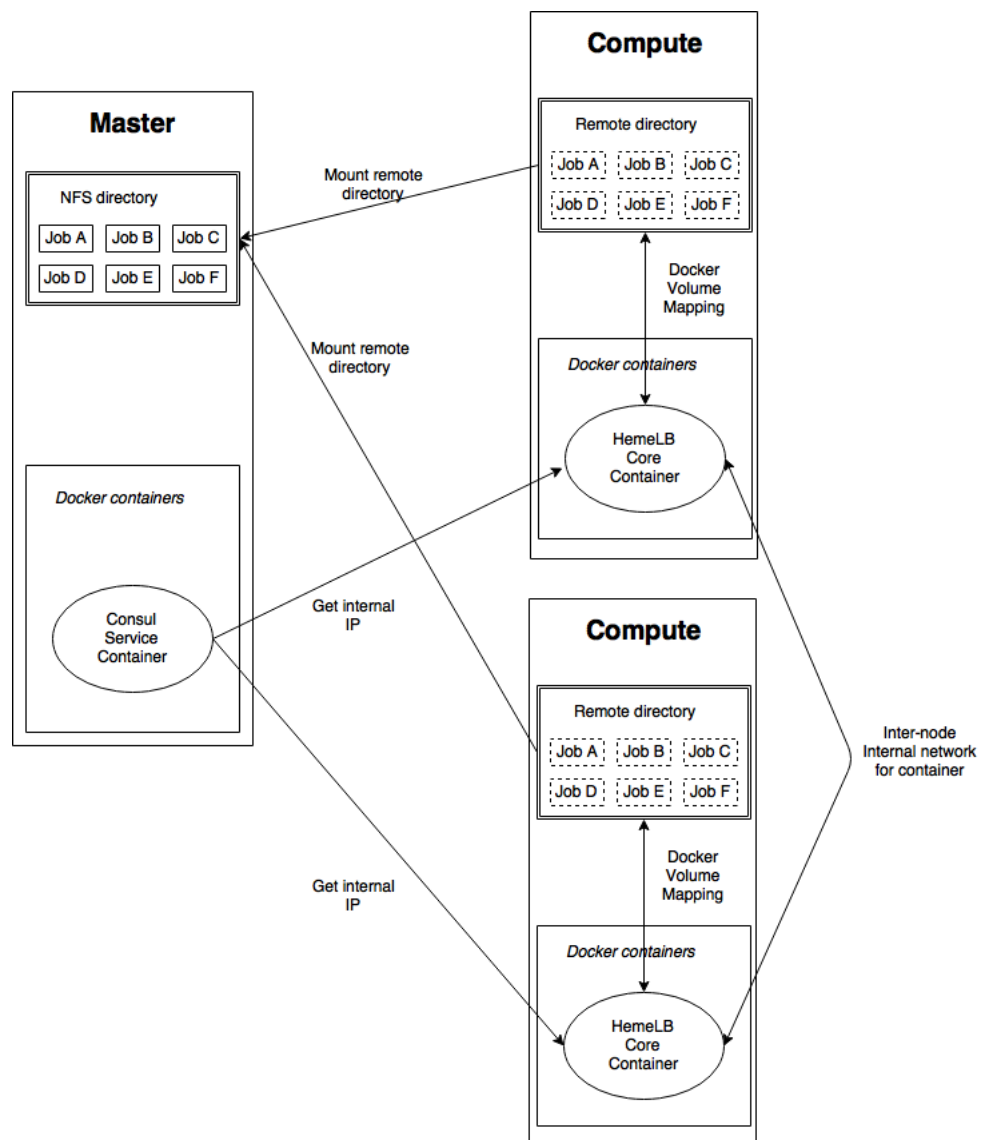 Master
NFS directory
Job A
Job B
Job C
Job D
Job E
Job F
Docker containers
Consul
Service
Container
Mount remote
directory
Mount remote
directory
Get internal
IP
Get internal
IP
Compute
Remote directory
Job A
Job B
Job C
Job D
Job E
Job F
Docker
Volume
Mapping
Docker containers
HemeLB
Core
Container
Compute
Remote directory
Job A
Job B
Job C
Job D
Job E
Job F
Docker
Volume
Mapping
Docker containers
HemeLB
Core
Container
Inter-node
Internal network
for container